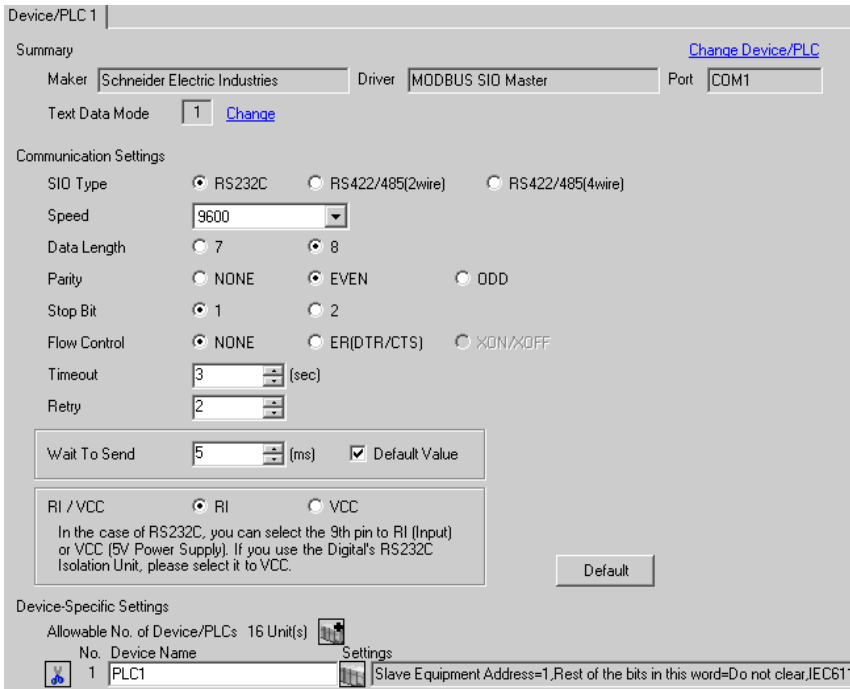 Device/PLC 1
Summary
Change Device/PLC
Maker Schneider Electric Industries Driver MODBUS SIO Master Port COM1
Text Data Mode 1 Change
Communication Settings
SIO Type RS232C RS422/485(2wire) RS422/485(4wire)
Speed 9600
Data Length 7 8
Parity NONE EVEN ODD
Stop Bit 1 2
Flow Control NONE ER(DTR/CTS) XON/XOFF
Timeout 3 (sec)
Retry 2
Wait To Send 5 (ms) Default Value
RI / VCC RI VCC
In the case of RS232C, you can select the 9th pin to RI (Input)
or VCC (5V Power Supply). If you use the Digital's RS232C
Isolation Unit, please select it to VCC.
Default
Device-Specific Settings
Allowable No. of Device/PLCs 16 Unit(s)
No. Device Name Settings
1 PLC1 Slave Equipment Address=1,Rest of the bits in this word=Do not clear,IEC611